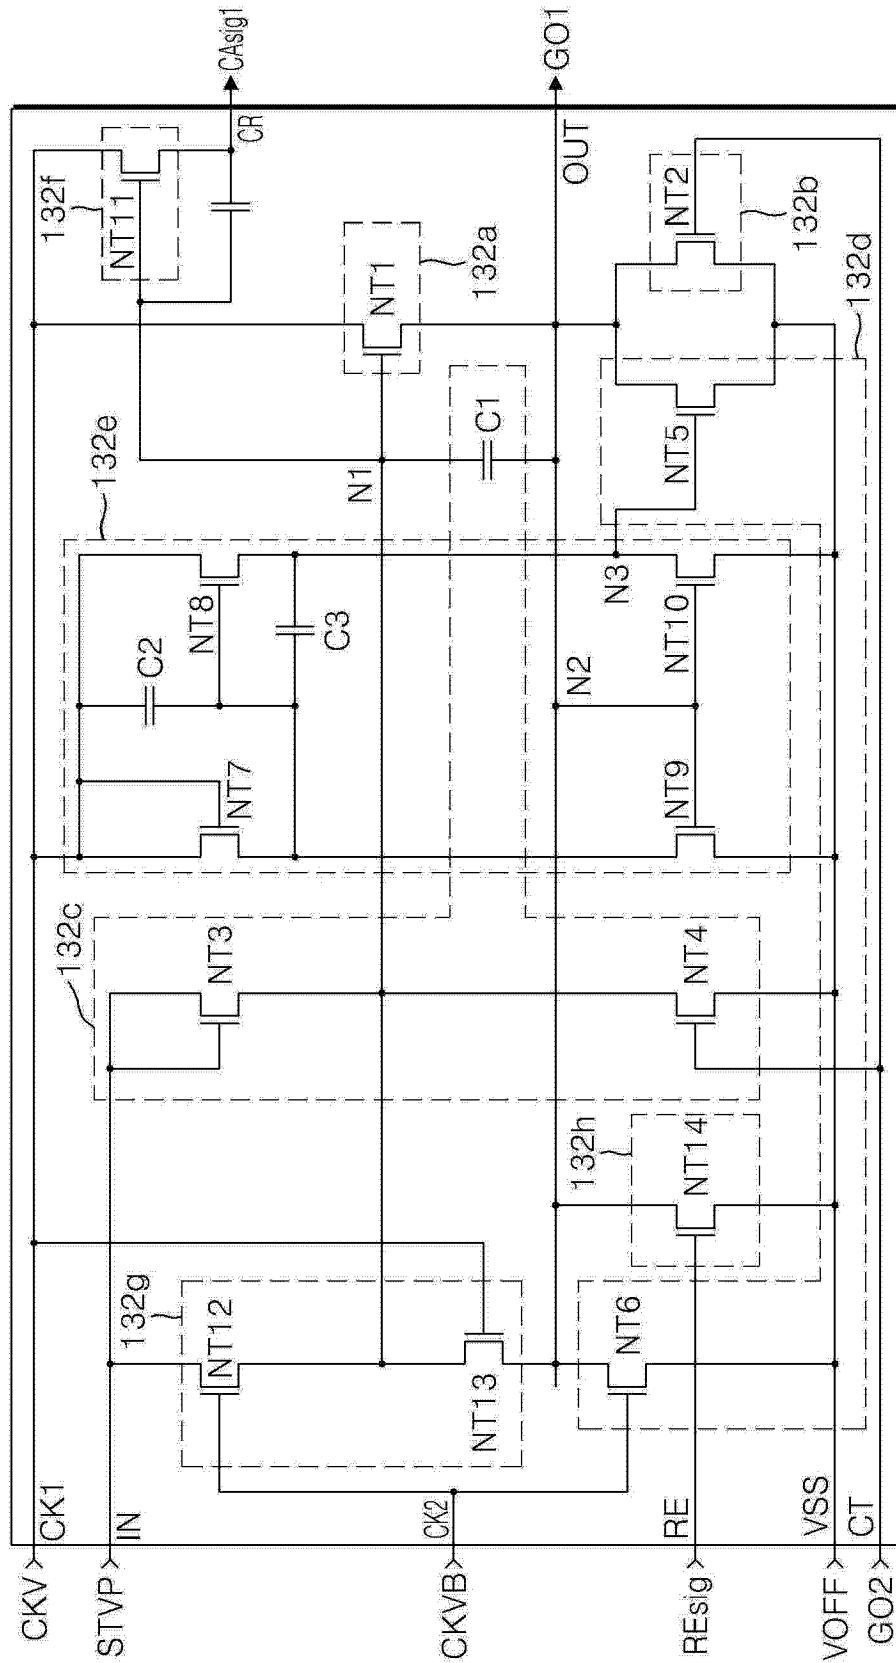 CKV
CK1
STVP
IN
CKVB
CK2
REsig
RE
VOFF
VSS
GO2
CT
132g
NT12
NT13
NT6
132h
NT14
132c
NT3
NT4
NT7
C2
NT8
C3
132e
NT9
N2
NT10
N3
N1
C1
NT5
132a
NT1
132f
NT11
CR
CAsig1
OUT
GO1
NT2
132b
132d